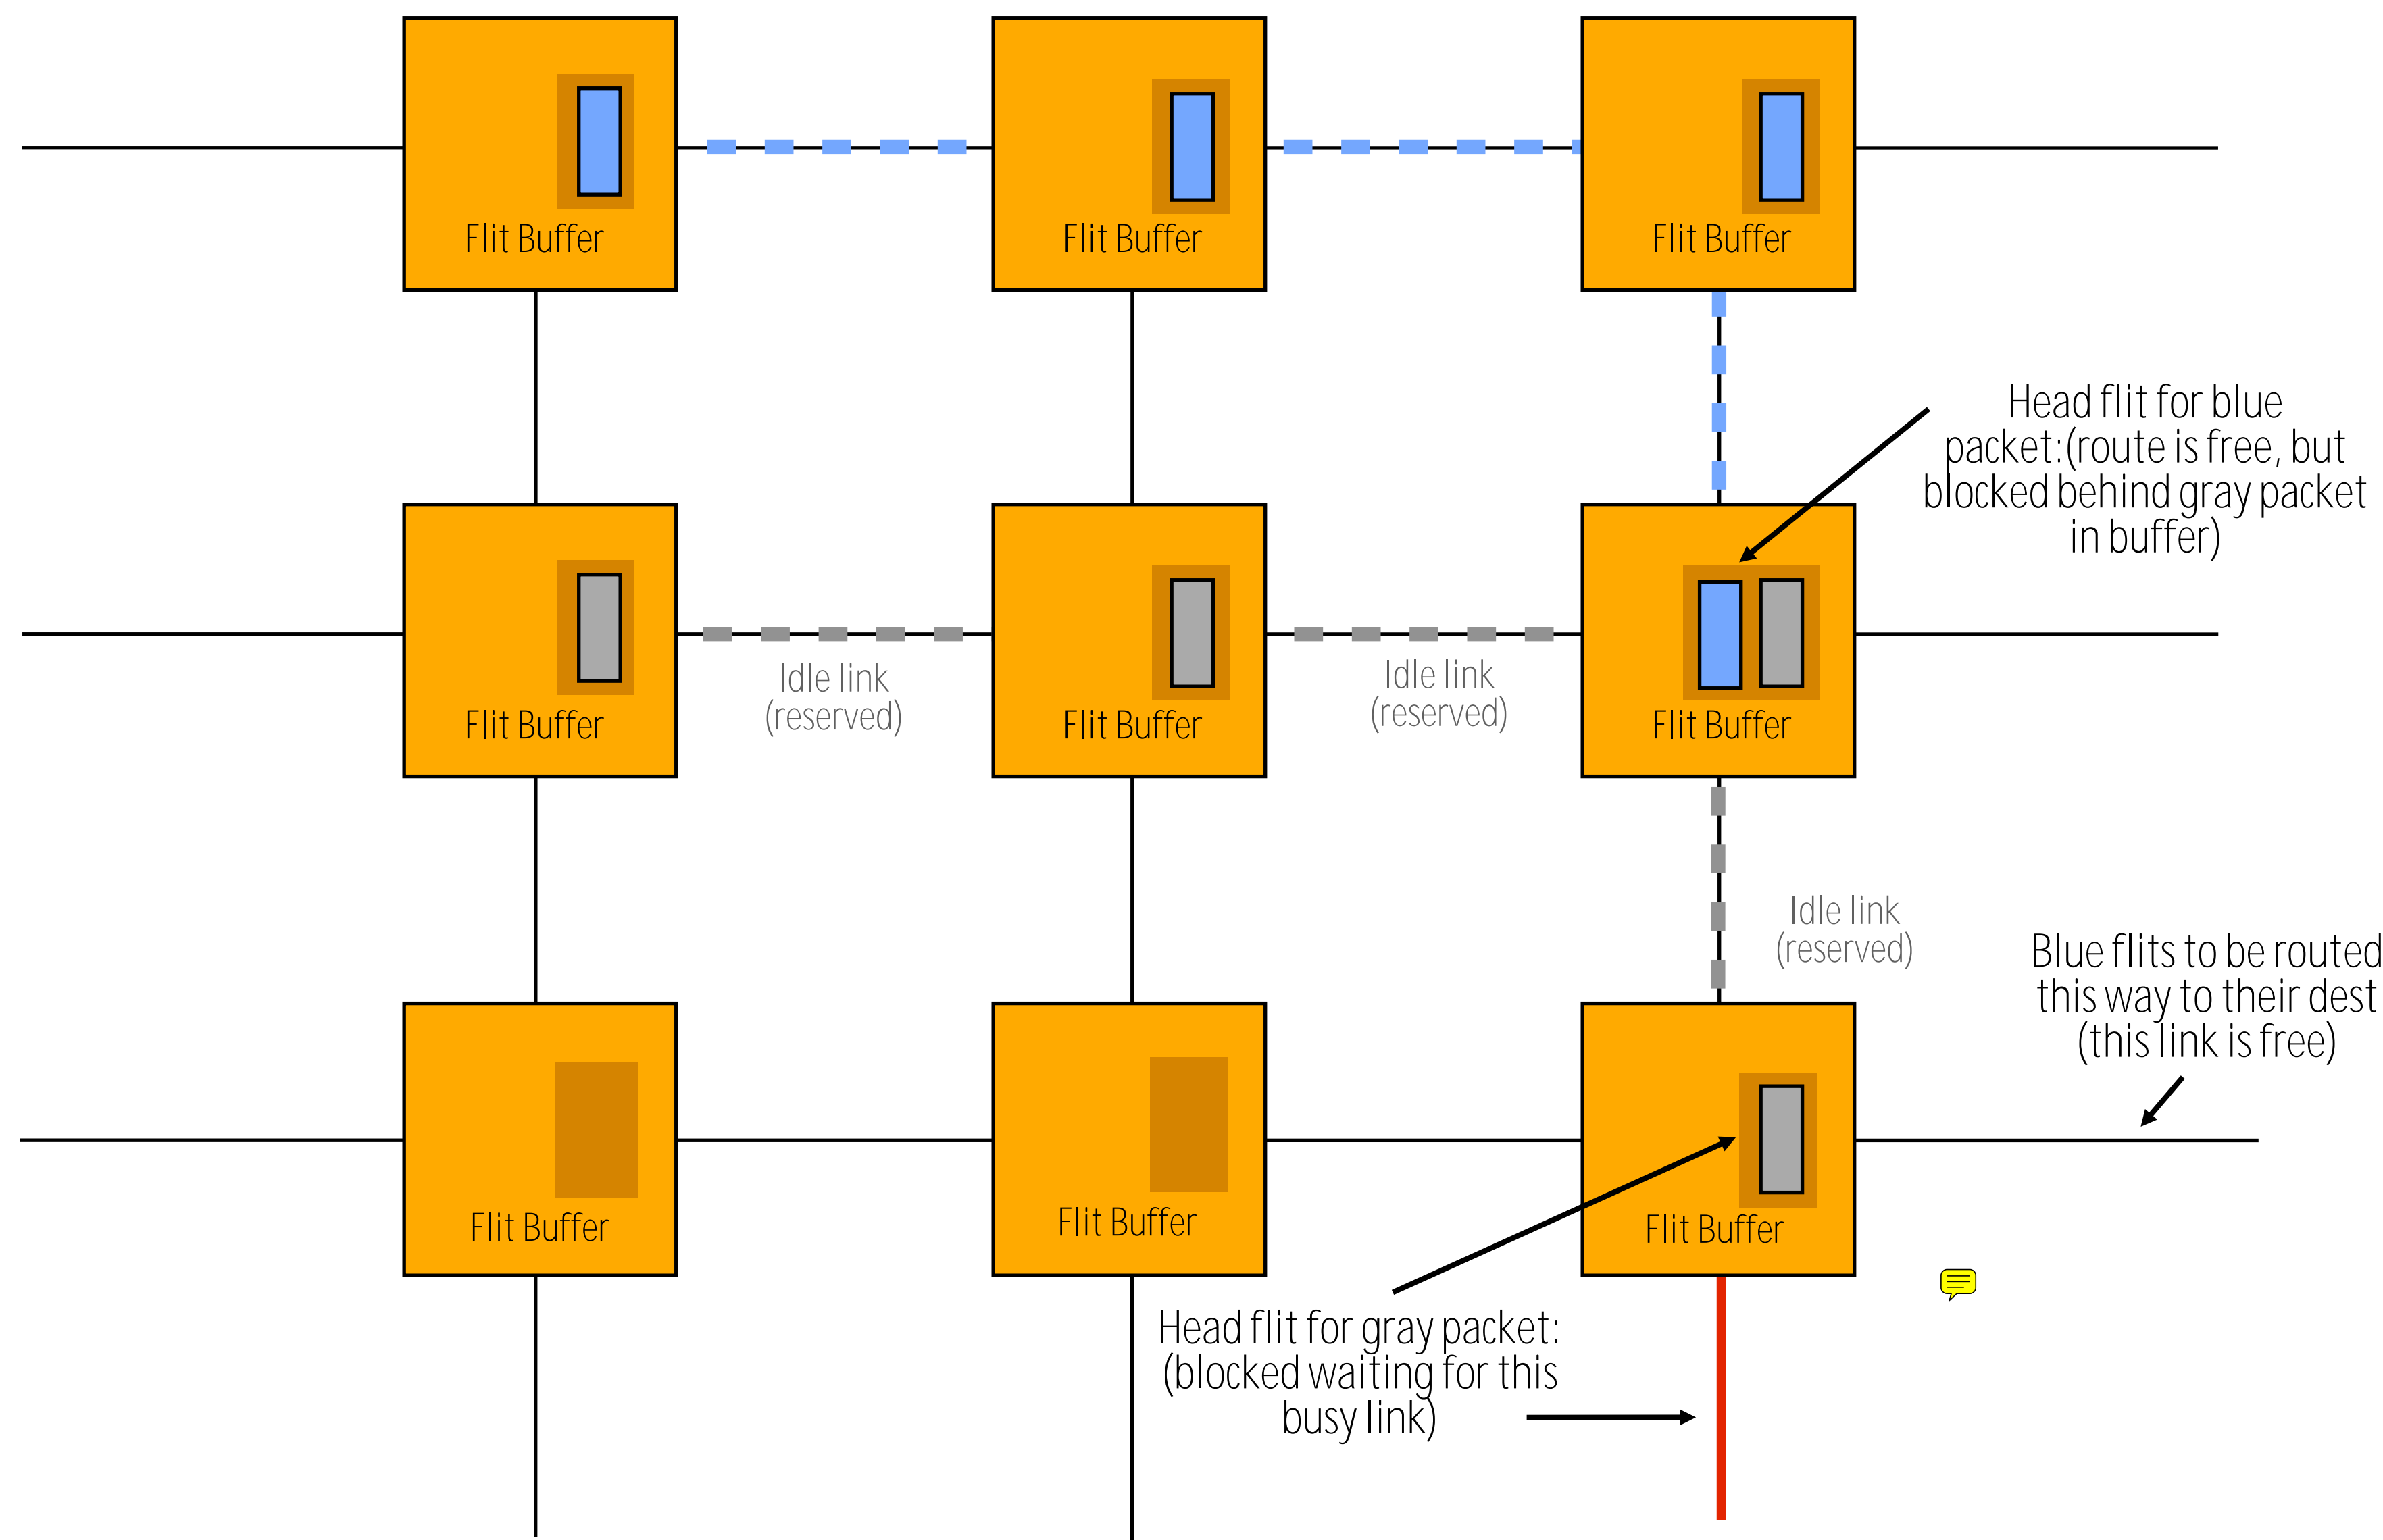 Flit Buffer
Flit Buffer
Flit Buffer
Head flit for blue
packet:(route is free, but
blocked behind gray packet
in buffer)
Flit Buffer
Idle link
(reserved)
Flit Buffer
Idle link
(reserved)
Flit Buffer
Idle link
(reserved)
Blue flits to be routed
this way to their dest
(this link is free)
Flit Buffer
Flit Buffer
Flit Buffer
Head flit for gray packet:
(blocked waiting for this
busy link)